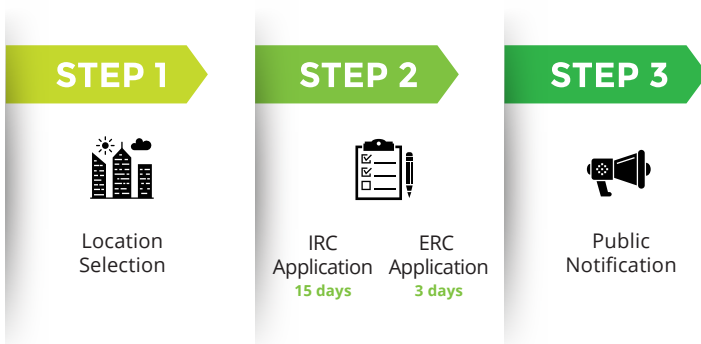 STEP 1
Location
Selection
STEP 2
IRC
Application
15 days
ERC
Application
3 days
STEP 3
Public
Notification